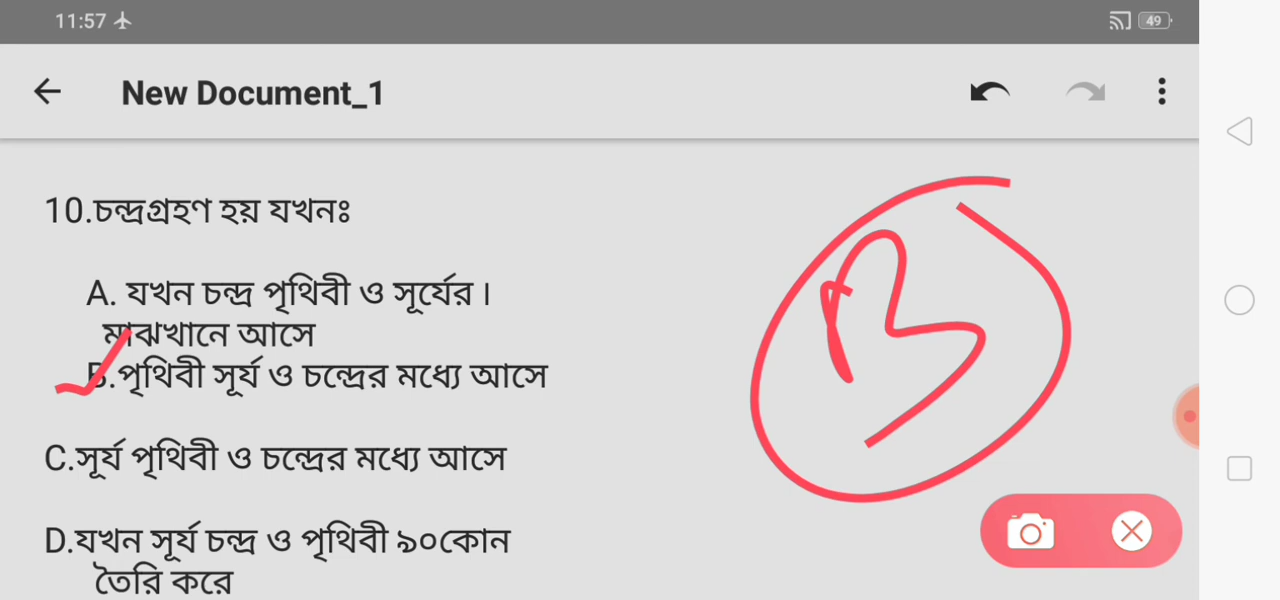 11:57
49
New Document_1
10.চন্দ্রগ্রহণ হয় যখনঃ
A. যখন চন্দ্র পৃথিবী ও সূর্যের।
মাঝখানে আসে
B.পৃথিবী সূর্য ও চন্দ্রের মধ্যে আসে
C.সূর্য পৃথিবী ও চন্দ্রের মধ্যে আসে
D.যখন সূর্য চন্দ্র ও পৃথিবী ৯০কোন
তৈরি করে
B